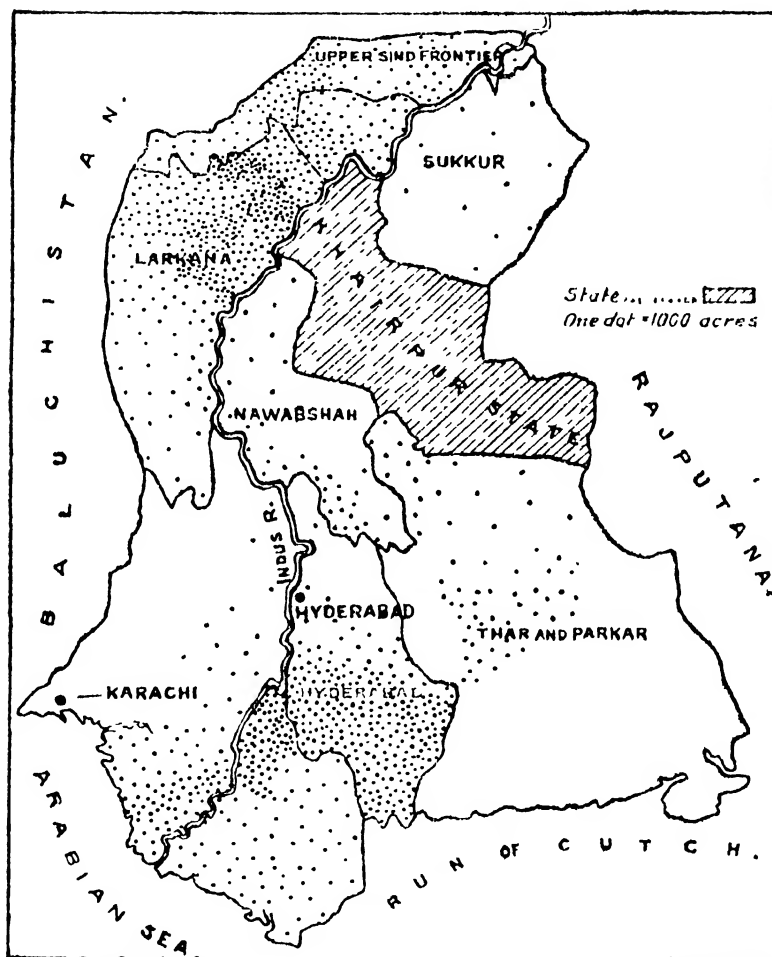 UPPER SIND FRONTIER
BALUCHISTAN.
SUKKUR
LARKANA
KHAIRPUR STATE
State
One dot = 1000 acres
NAWABSHAH
RAJPUTANA.
INDUS R.
HYDERABAD
THAR AND PARKAR
HYDERABAD
KARACHI
ARABIAN SEA
RUN OF CUTCH.